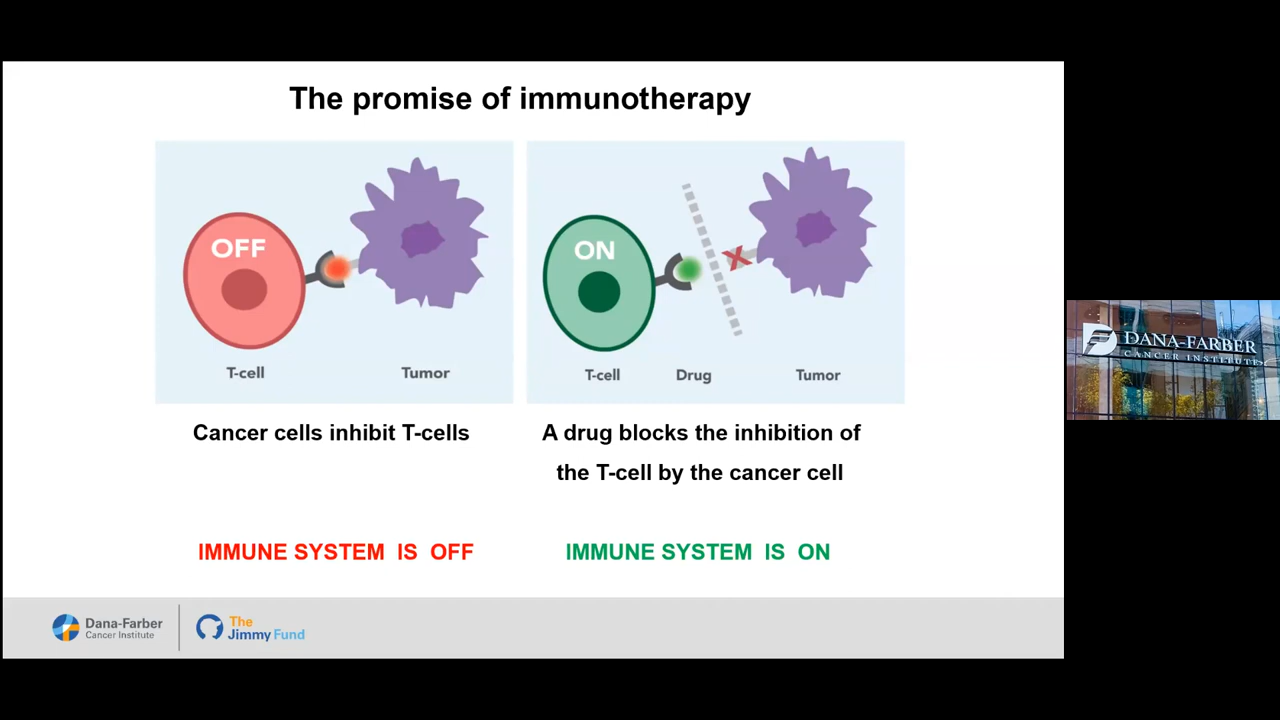 The promise of immunotherapy
OFF
T-cell
Tumor
ON
T-cell
Drug
Tumor
Cancer cells inhibit T-cells
A drug blocks the inhibition of
the T-cell by the cancer cell
IMMUNE SYSTEM IS OFF
IMMUNE SYSTEM IS ON
Dana-Farber
Cancer Institute
The
Jimmy Fund
DANA-FARBER
CANCER INSTITUTE